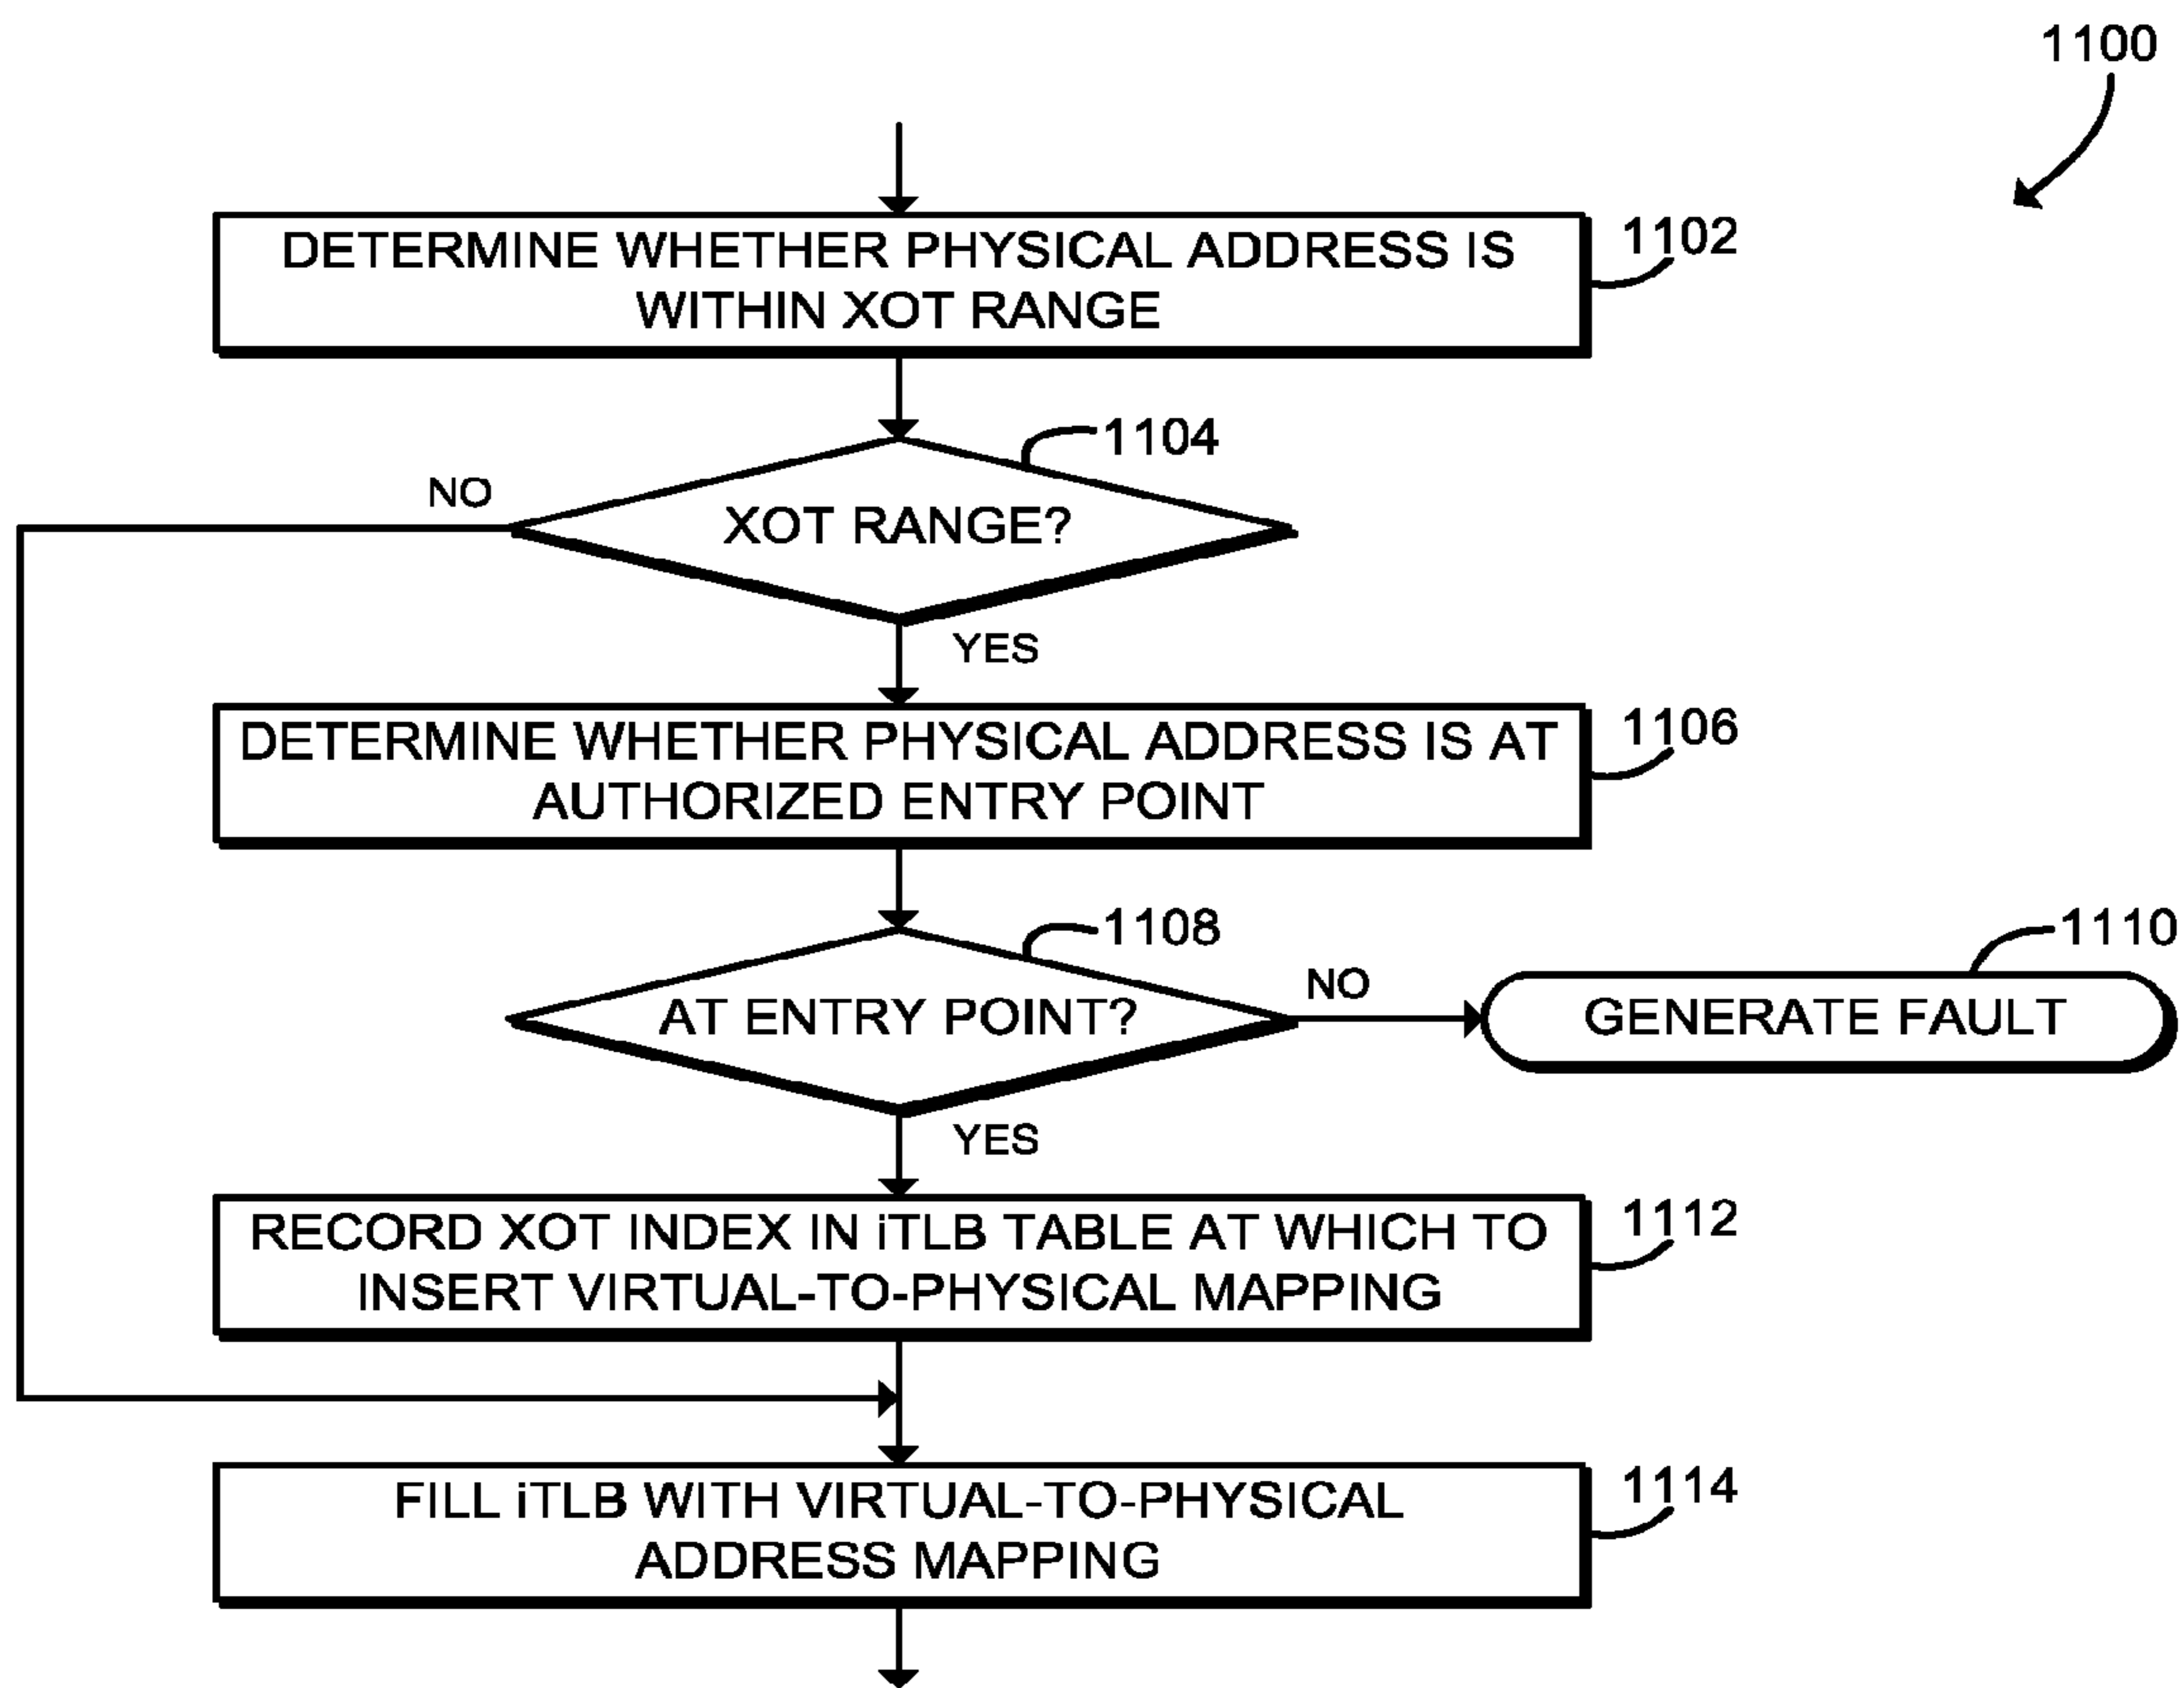 1100
DETERMINE WHETHER PHYSICAL ADDRESS IS
WITHIN XOT RANGE
1102
1104
NO
XOT RANGE?
YES
DETERMINE WHETHER PHYSICAL ADDRESS IS AT
AUTHORIZED ENTRY POINT
1106
1108
AT ENTRY POINT?
NO
1110
GENERATE FAULT
YES
RECORD XOT INDEX IN iTLB TABLE AT WHICH TO
INSERT VIRTUAL-TO-PHYSICAL MAPPING
1112
FILL iTLB WITH VIRTUAL-TO-PHYSICAL
ADDRESS MAPPING
1114